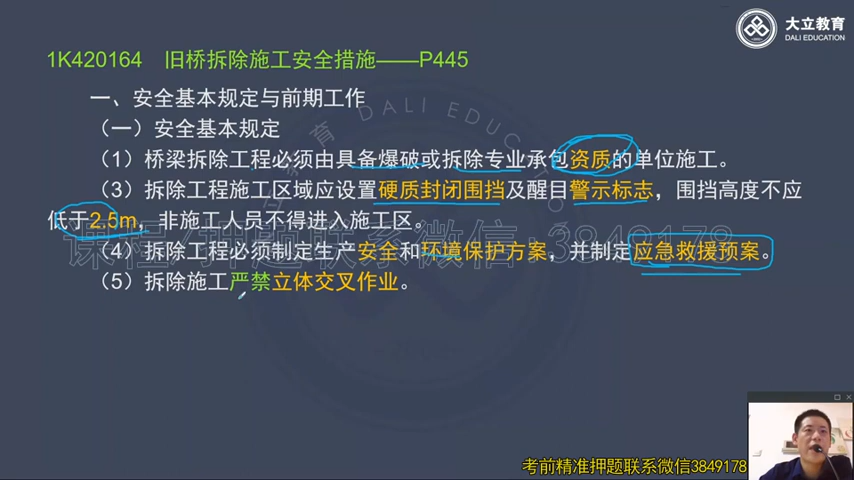 大立教育
DALI EDUCATION
1K420164 旧桥拆除施工安全措施——P445
一、安全基本规定与前期工作
（一）安全基本规定
（1）桥梁拆除工程必须由具备爆破或拆除专业承包资质的单位施工。
（3）拆除工程施工区域应设置硬质封闭围挡及醒目警示标志，围挡高度不应
低于2.5m，非施工人员不得进入施工区。
课程/押题联系微信:3849178
（4）拆除工程必须制定生产安全和环境保护方案，并制定应急救援预案。
（5）拆除施工严禁立体交叉作业。
考前精准押题联系微信3849178